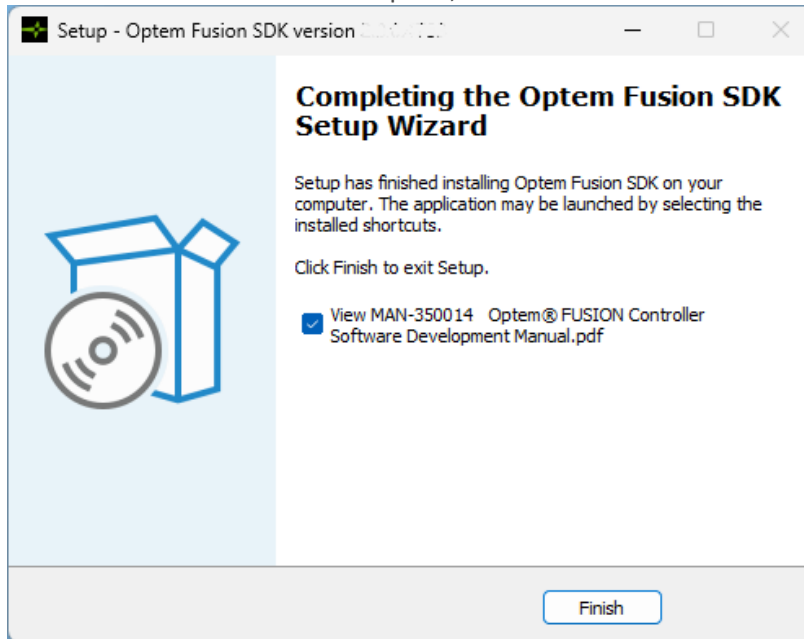 Setup - Optem Fusion SDK version
Completing the Optem Fusion SDK
Setup Wizard
Setup has finished installing Optem Fusion SDK on your
computer. The application may be launched by selecting the
installed shortcuts.
Click Finish to exit Setup.
View MAN-350014 Optem® FUSION Controller
Software Development Manual.pdf
Finish